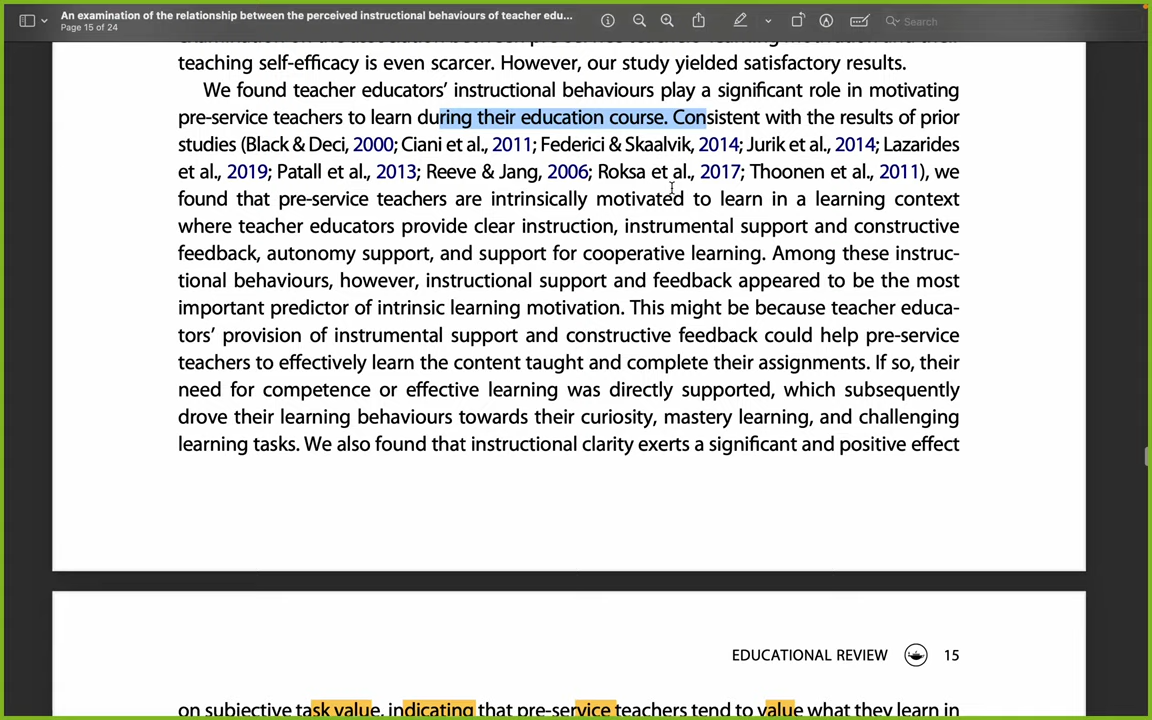 An examination of the relationship between the perceived instructional behaviours of teacher edu...
Page 15 of 24
Search
teaching self-efficacy is even scarcer. However, our study yielded satisfactory results.
We found teacher educators’ instructional behaviours play a significant role in motivating
pre-service teachers to learn during their education course. Consistent with the results of prior
studies (Black & Deci, 2000; Ciani et al., 2011; Federici & Skaalvik, 2014; Jurik et al., 2014; Lazarides
et al., 2019; Patall et al., 2013; Reeve & Jang, 2006; Roksa et al., 2017; Thoonen et al., 2011), we
found that pre-service teachers are intrinsically motivated to learn in a learning context
where teacher educators provide clear instruction, instrumental support and constructive
feedback, autonomy support, and support for cooperative learning. Among these instruc-
tional behaviours, however, instructional support and feedback appeared to be the most
important predictor of intrinsic learning motivation. This might be because teacher educa-
tors’ provision of instrumental support and constructive feedback could help pre-service
teachers to effectively learn the content taught and complete their assignments. If so, their
need for competence or effective learning was directly supported, which subsequently
drove their learning behaviours towards their curiosity, mastery learning, and challenging
learning tasks. We also found that instructional clarity exerts a significant and positive effect
EDUCATIONAL REVIEW 15
on subjective task value, indicating that pre-service teachers tend to value what they learn in